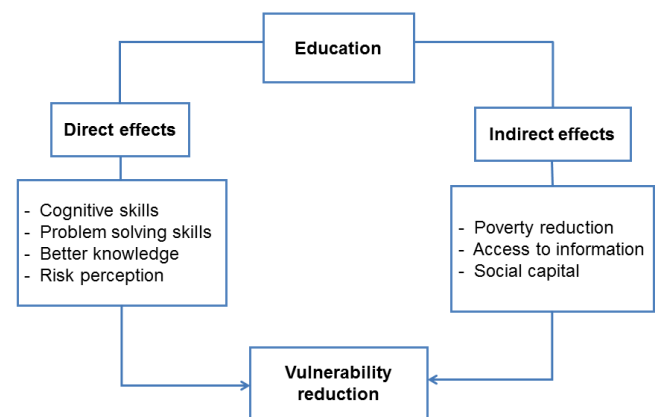 Education
Direct effects
Indirect effects
- Cognitive skills
- Problem solving skills
- Better knowledge
- Risk perception
- Poverty reduction
- Access to information
- Social capital
Vulnerability
reduction